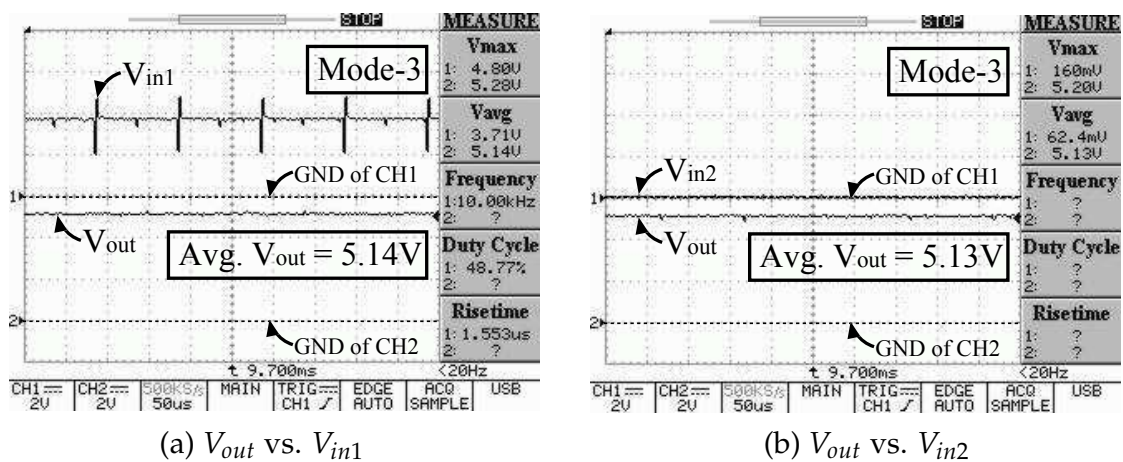 STOP
MEASURE
Vmax
1: 4.80V
2: 5.28V
Vavg
1: 3.71V
2: 5.14V
Frequency
1:10.00kHz
2: ?
Duty Cycle
1: 48.77%
2: ?
Risetime
1:1.553us
2: ?
Mode-3
Vin1
1
GND of CH1
Vout
Avg. Vout = 5.14V
2
GND of CH2
9.700ms
<20Hz
CH1
2V
CH2
2V
500KS/s
50us
MAIN
TRIG
CH1
EDGE
AUTO
ACQ
SAMPLE
USB
(a) Vout vs. Vin1
STOP
MEASURE
Vmax
1: 160mV
2: 5.20V
Vavg
1: 62.4mV
2: 5.13V
Frequency
1: ?
2: ?
Duty Cycle
1: ?
2: ?
Risetime
1: ?
2: ?
Mode-3
Vin2
1
GND of CH1
Vout
Avg. Vout = 5.13V
2
GND of CH2
9.700ms
<20Hz
CH1
2V
CH2
2V
500KS/s
50us
MAIN
TRIG
CH1
EDGE
AUTO
ACQ
SAMPLE
USB
(b) Vout vs. Vin2